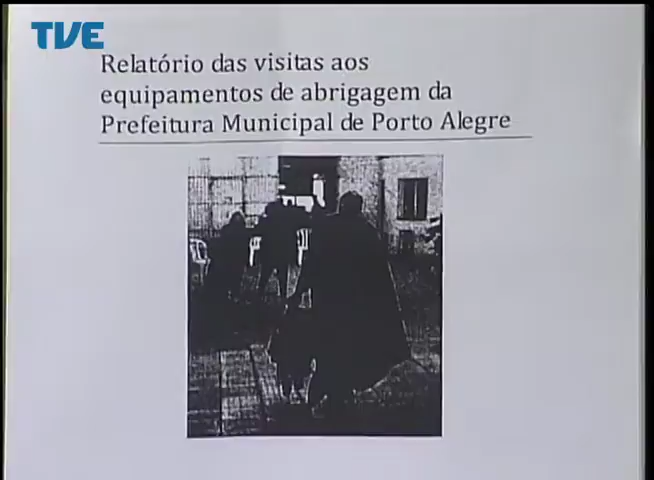 TVE
Relatório das visitas aos
equipamentos de abrigagem da
Prefeitura Municipal de Porto Alegre